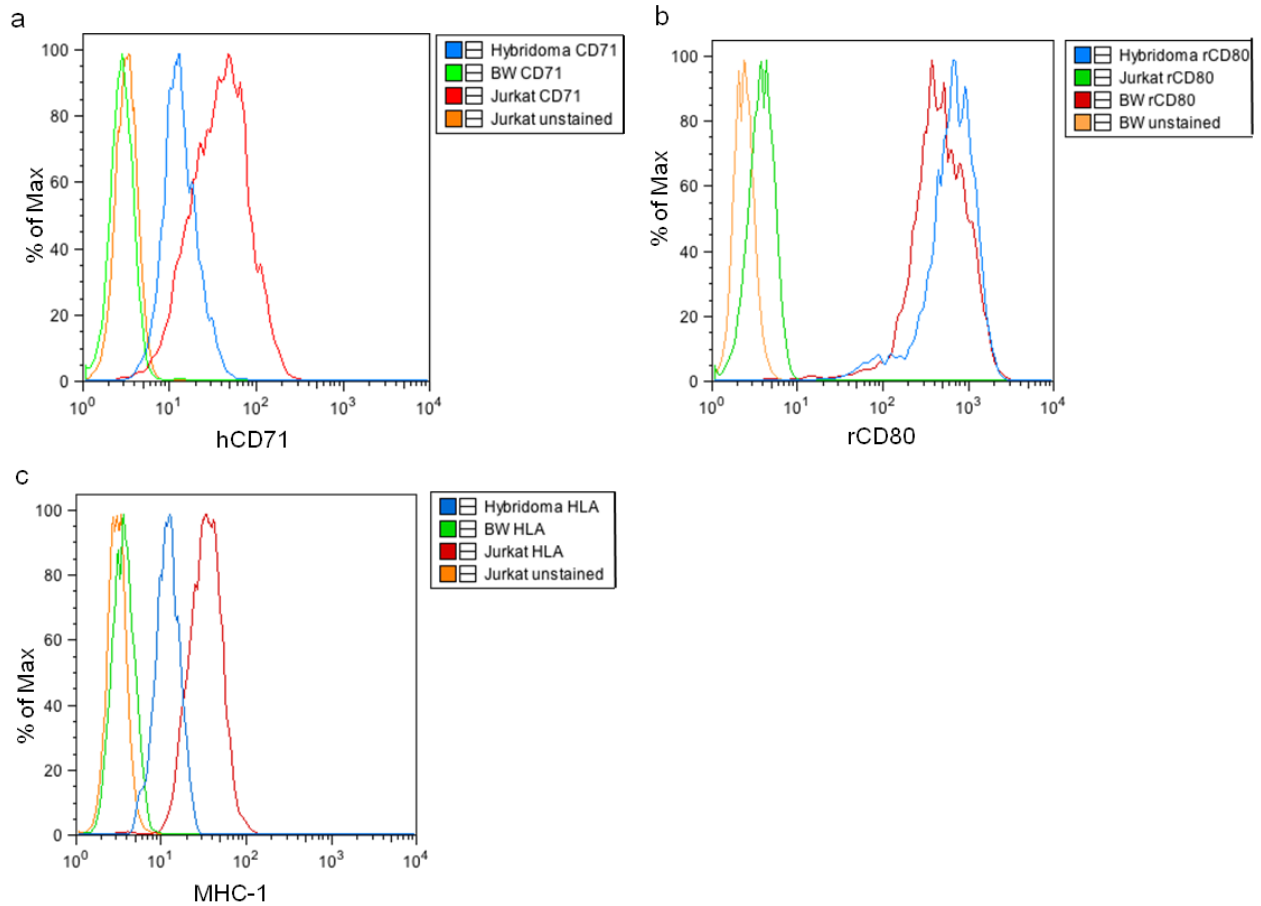 a
Hybridoma CD71
BW CD71
Jurkat CD71
Jurkat unstained
% of Max
100
80
60
40
20
0
10^0 10^1 10^2 10^3 10^4
hCD71
b
Hybridoma rCD80
Jurkat rCD80
BW rCD80
BW unstained
% of Max
100
80
60
40
20
0
10^0 10^1 10^2 10^3 10^4
rCD80
c
Hybridoma HLA
BW HLA
Jurkat HLA
Jurkat unstained
% of Max
100
80
60
40
20
0
10^0 10^1 10^2 10^3 10^4
MHC-1